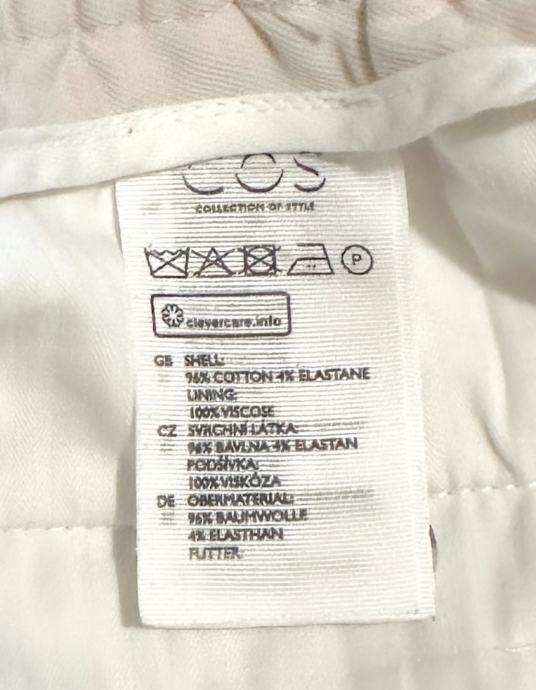 COS
COLLECTION OF STYLE
P
clevercare.info
GB SHELL:
96% COTTON 4% ELASTANE
LINING:
100% VISCOSE
CZ SVRCHNÍ LÁTKA:
96% BAVLNA 4% ELASTAN
PODŠÍVKA:
100% VISKÓZA
DE OBERMATERIAL:
96% BAUMWOLLE
4% ELASTHAN
FUTTER: